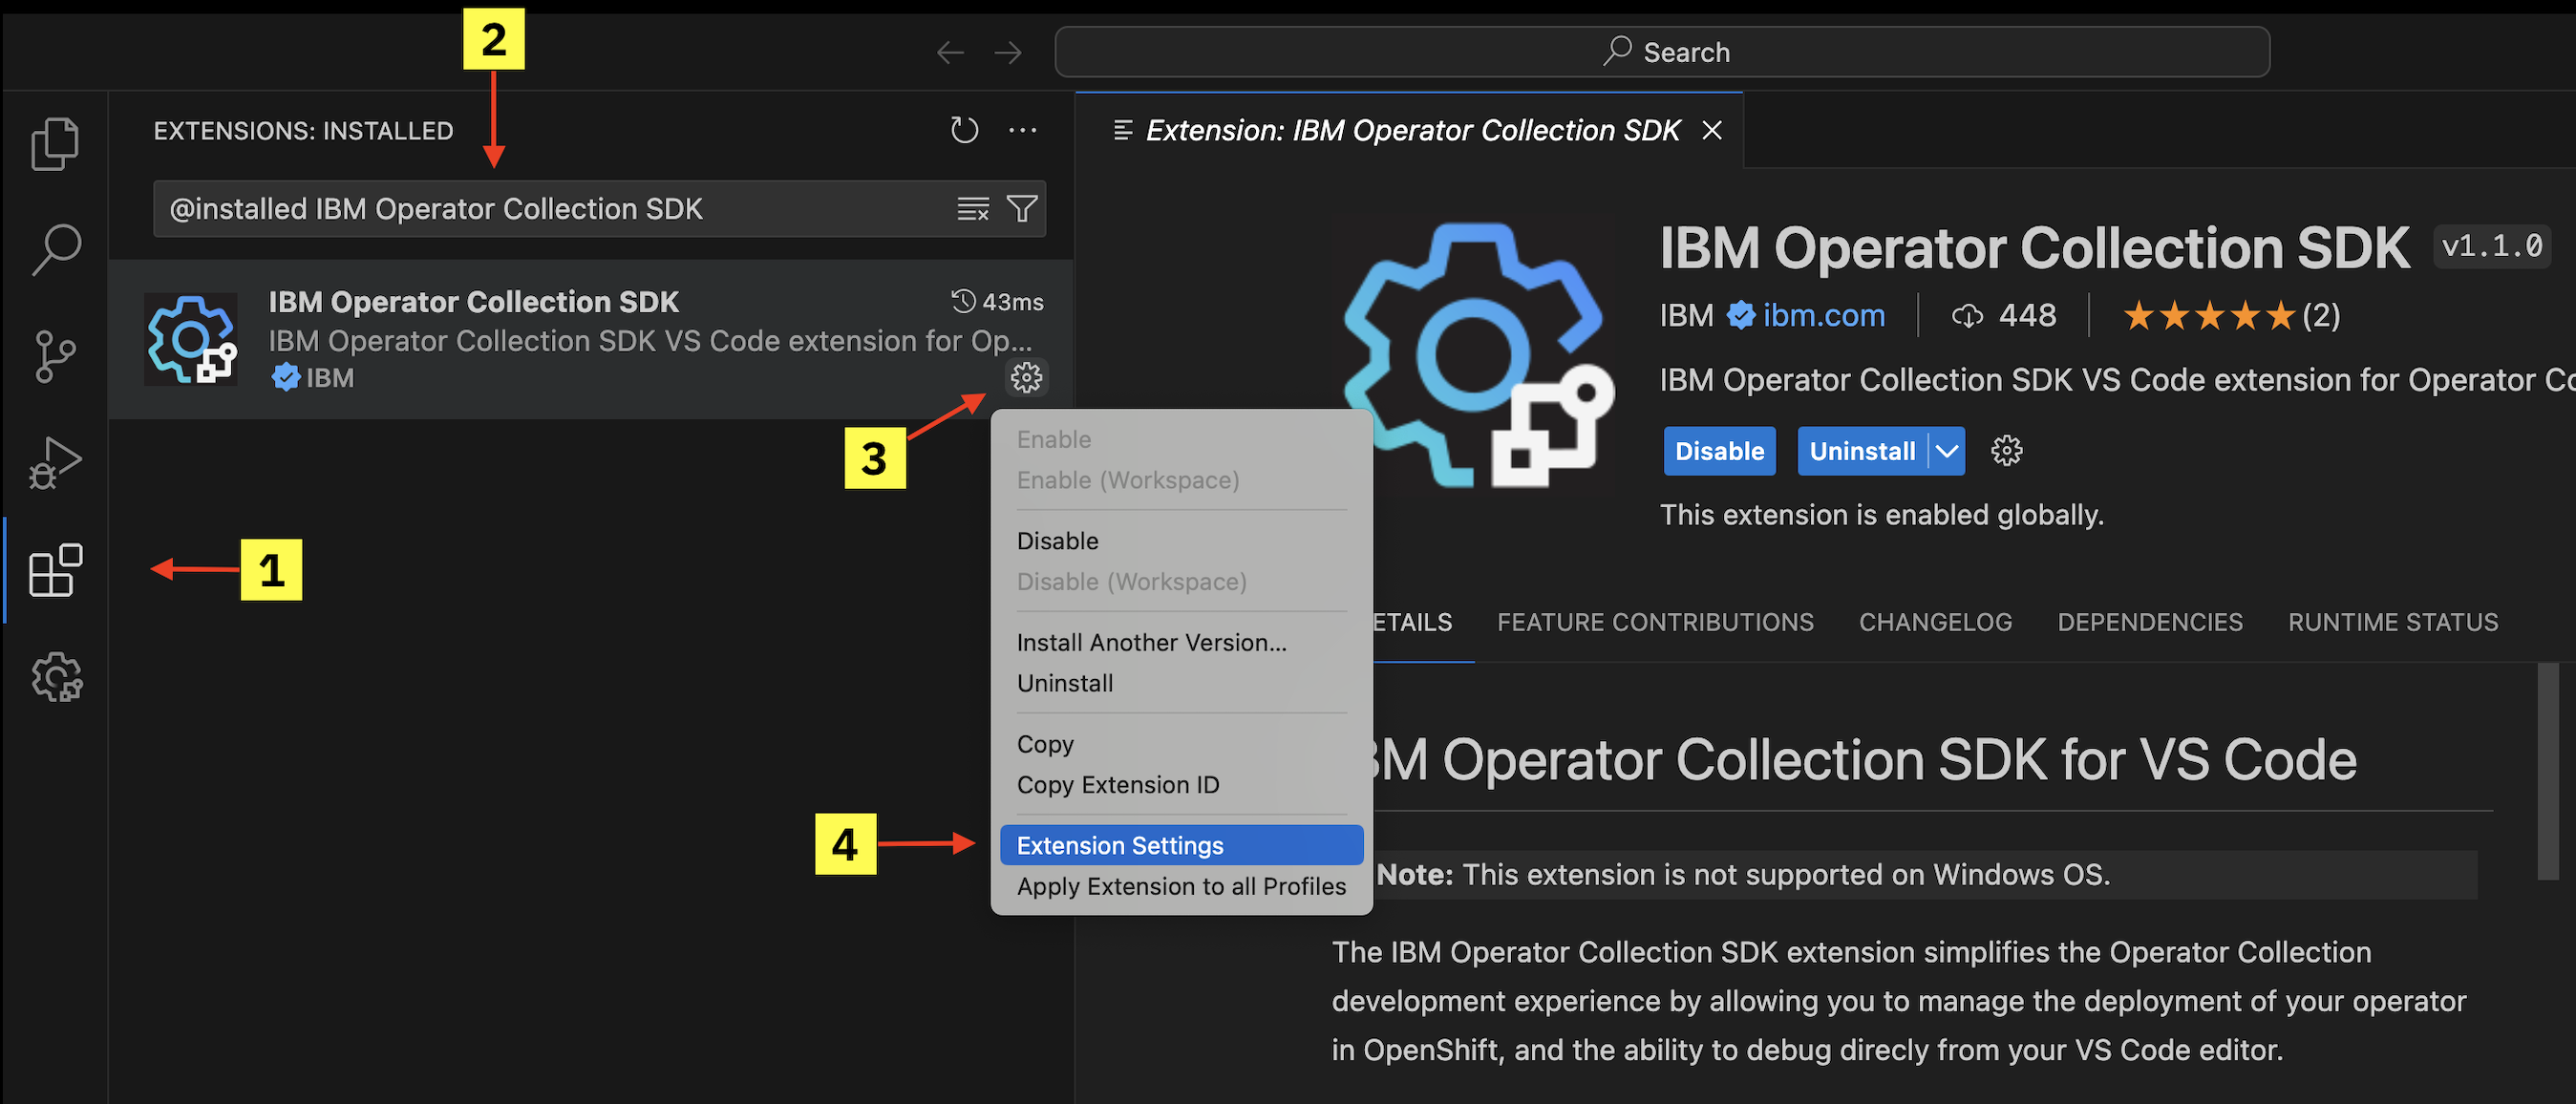 2
Search
EXTENSIONS: INSTALLED
Extension: IBM Operator Collection SDK
@installed IBM Operator Collection SDK
IBM Operator Collection SDK
43ms
IBM Operator Collection SDK VS Code extension for Op...
IBM
3
1
4
Enable
Enable (Workspace)
Disable
Disable (Workspace)
Install Another Version...
Uninstall
Copy
Copy Extension ID
Extension Settings
Apply Extension to all Profiles
IBM Operator Collection SDK v1.1.0
IBM ibm.com 448 (2)
IBM Operator Collection SDK VS Code extension for Operator Co
Disable Uninstall
This extension is enabled globally.
ETAILS FEATURE CONTRIBUTIONS CHANGELOG DEPENDENCIES RUNTIME STATUS
BM Operator Collection SDK for VS Code
Note: This extension is not supported on Windows OS.
The IBM Operator Collection SDK extension simplifies the Operator Collection
development experience by allowing you to manage the deployment of your operator
in OpenShift, and the ability to debug direcly from your VS Code editor.